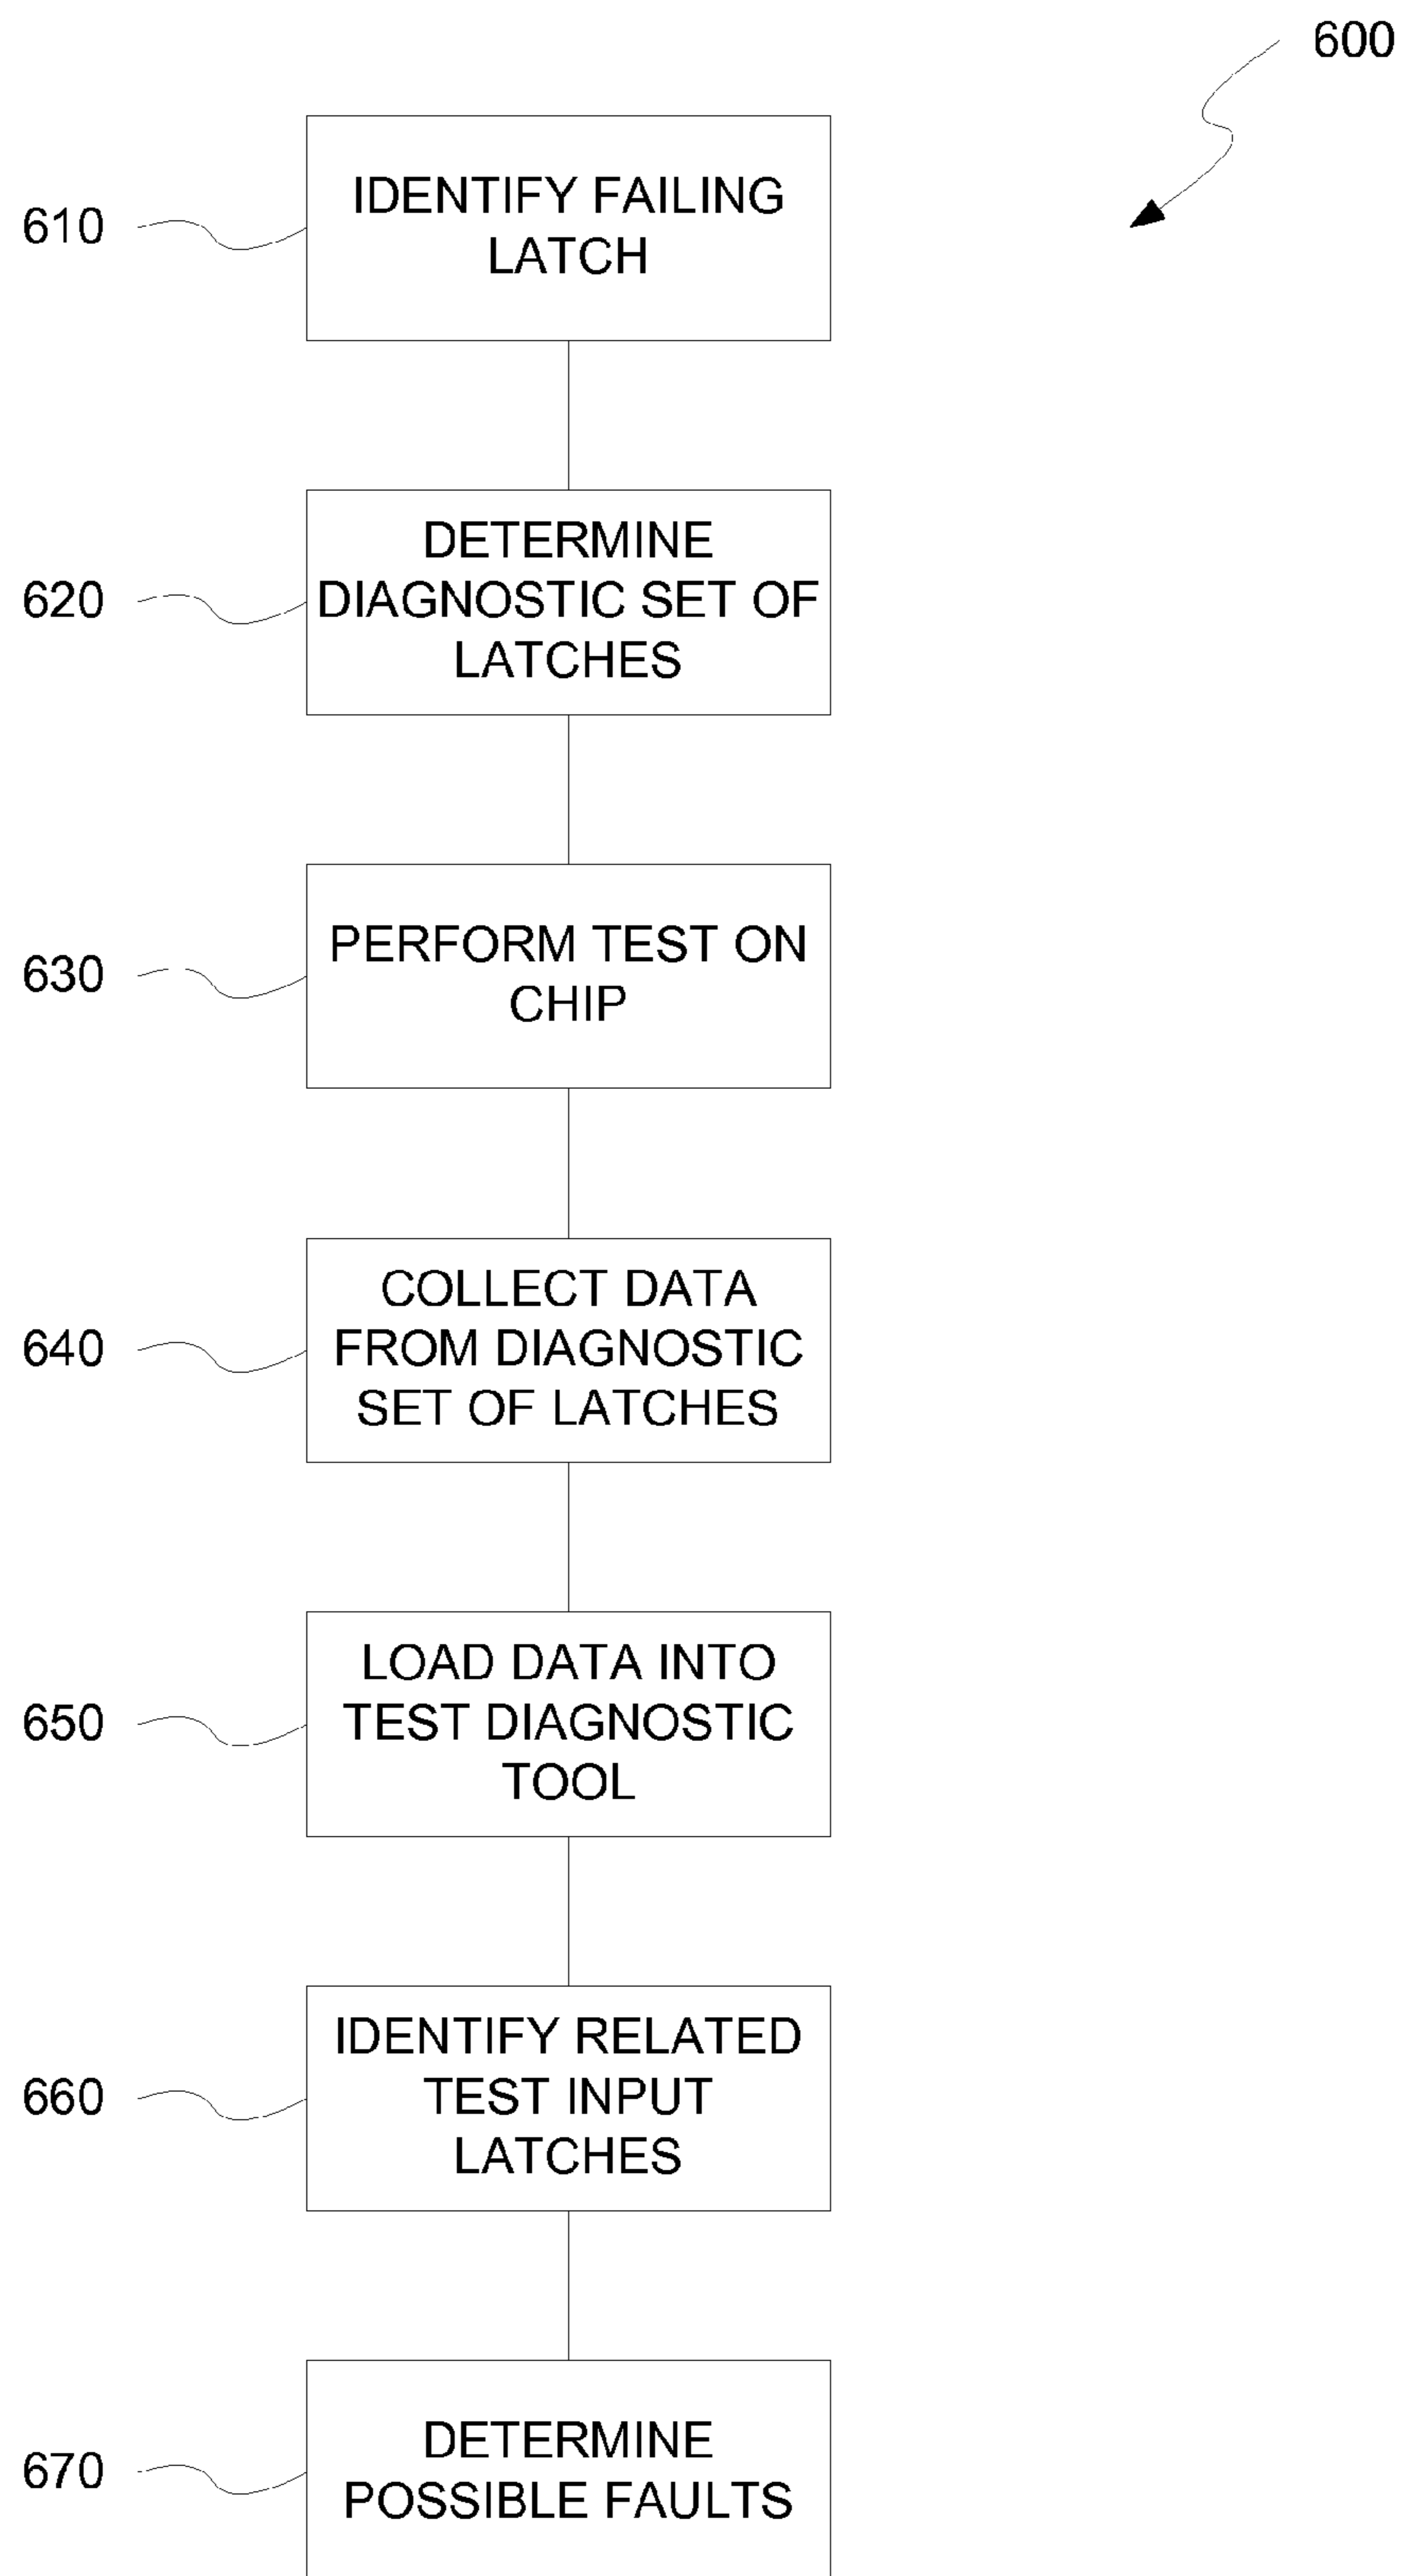 600
610
IDENTIFY FAILING
LATCH
620
DETERMINE
DIAGNOSTIC SET OF
LATCHES
630
PERFORM TEST ON
CHIP
640
COLLECT DATA
FROM DIAGNOSTIC
SET OF LATCHES
650
LOAD DATA INTO
TEST DIAGNOSTIC
TOOL
660
IDENTIFY RELATED
TEST INPUT
LATCHES
670
DETERMINE
POSSIBLE FAULTS